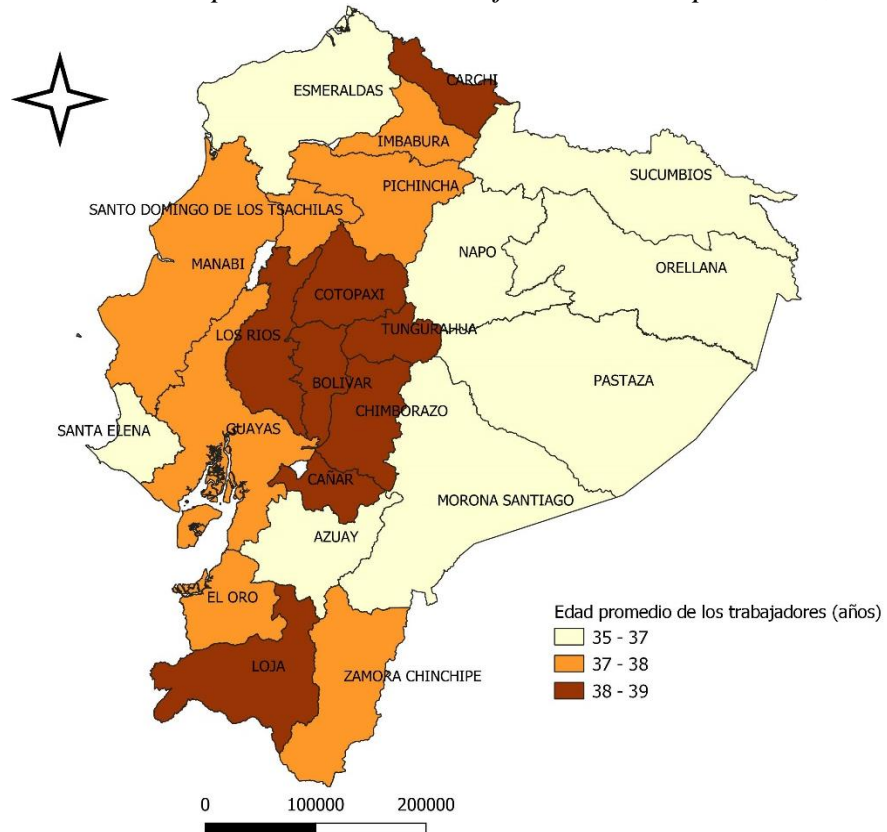 ESMERALDAS
CARCHI
IMBABURA
PICHINCHA
SUCUMBIOS
SANTO DOMINGO DE LOS TSACHILAS
NAPO
MANABI
ORELLANA
COTOPAXI
LOS RIOS
TUNGURAHUA
PASTAZA
BOLIVAR
CHIMBORAZO
SANTA ELENA
GUAYAS
CAÑAR
MORONA SANTIAGO
AZUAY
EL ORO
LOJA
ZAMORA CHINCHIPE
Edad promedio de los trabajadores (años)
35 - 37
37 - 38
38 - 39
0 100000 200000